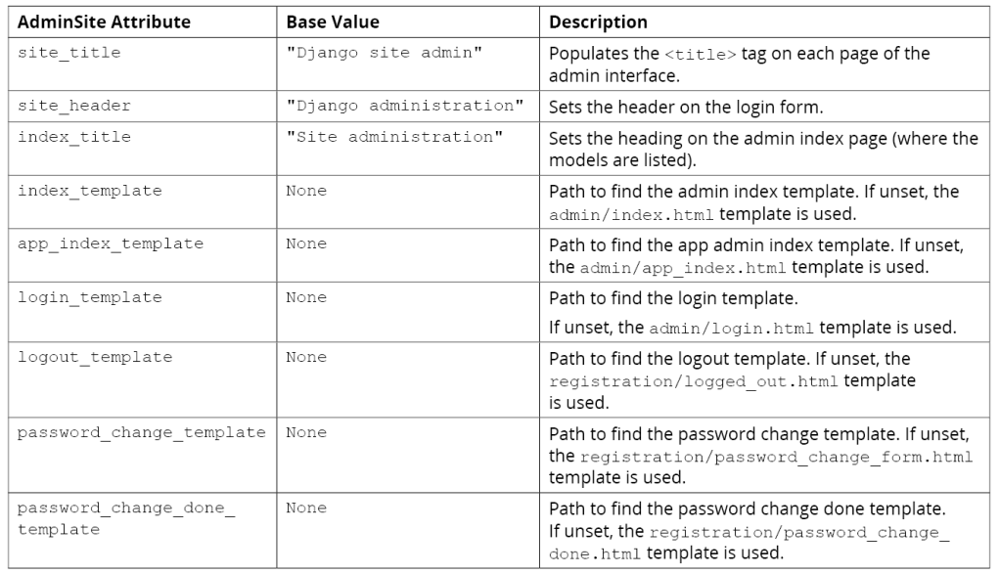 AdminSite Attribute Base Value Description
site_title "Django site admin" Populates the <title> tag on each page of the
admin interface.
site_header "Django administration" Sets the header on the login form.
index_title "Site administration" Sets the heading on the admin index page (where the
models are listed).
index_template None Path to find the admin index template. If unset, the
admin/index.html template is used.
app_index_template None Path to find the app admin index template. If unset,
the admin/app_index.html template is used.
login_template None Path to find the login template.
If unset, the admin/login.html template is used.
logout_template None Path to find the logout template. If unset, the
registration/logged_out.html template
is used.
password_change_template None Path to find the password change template. If unset,
the registration/password_change_form.html
template is used.
password_change_done_ None Path to find the password change done template.
template If unset, the registration/password_change_
done.html template is used.